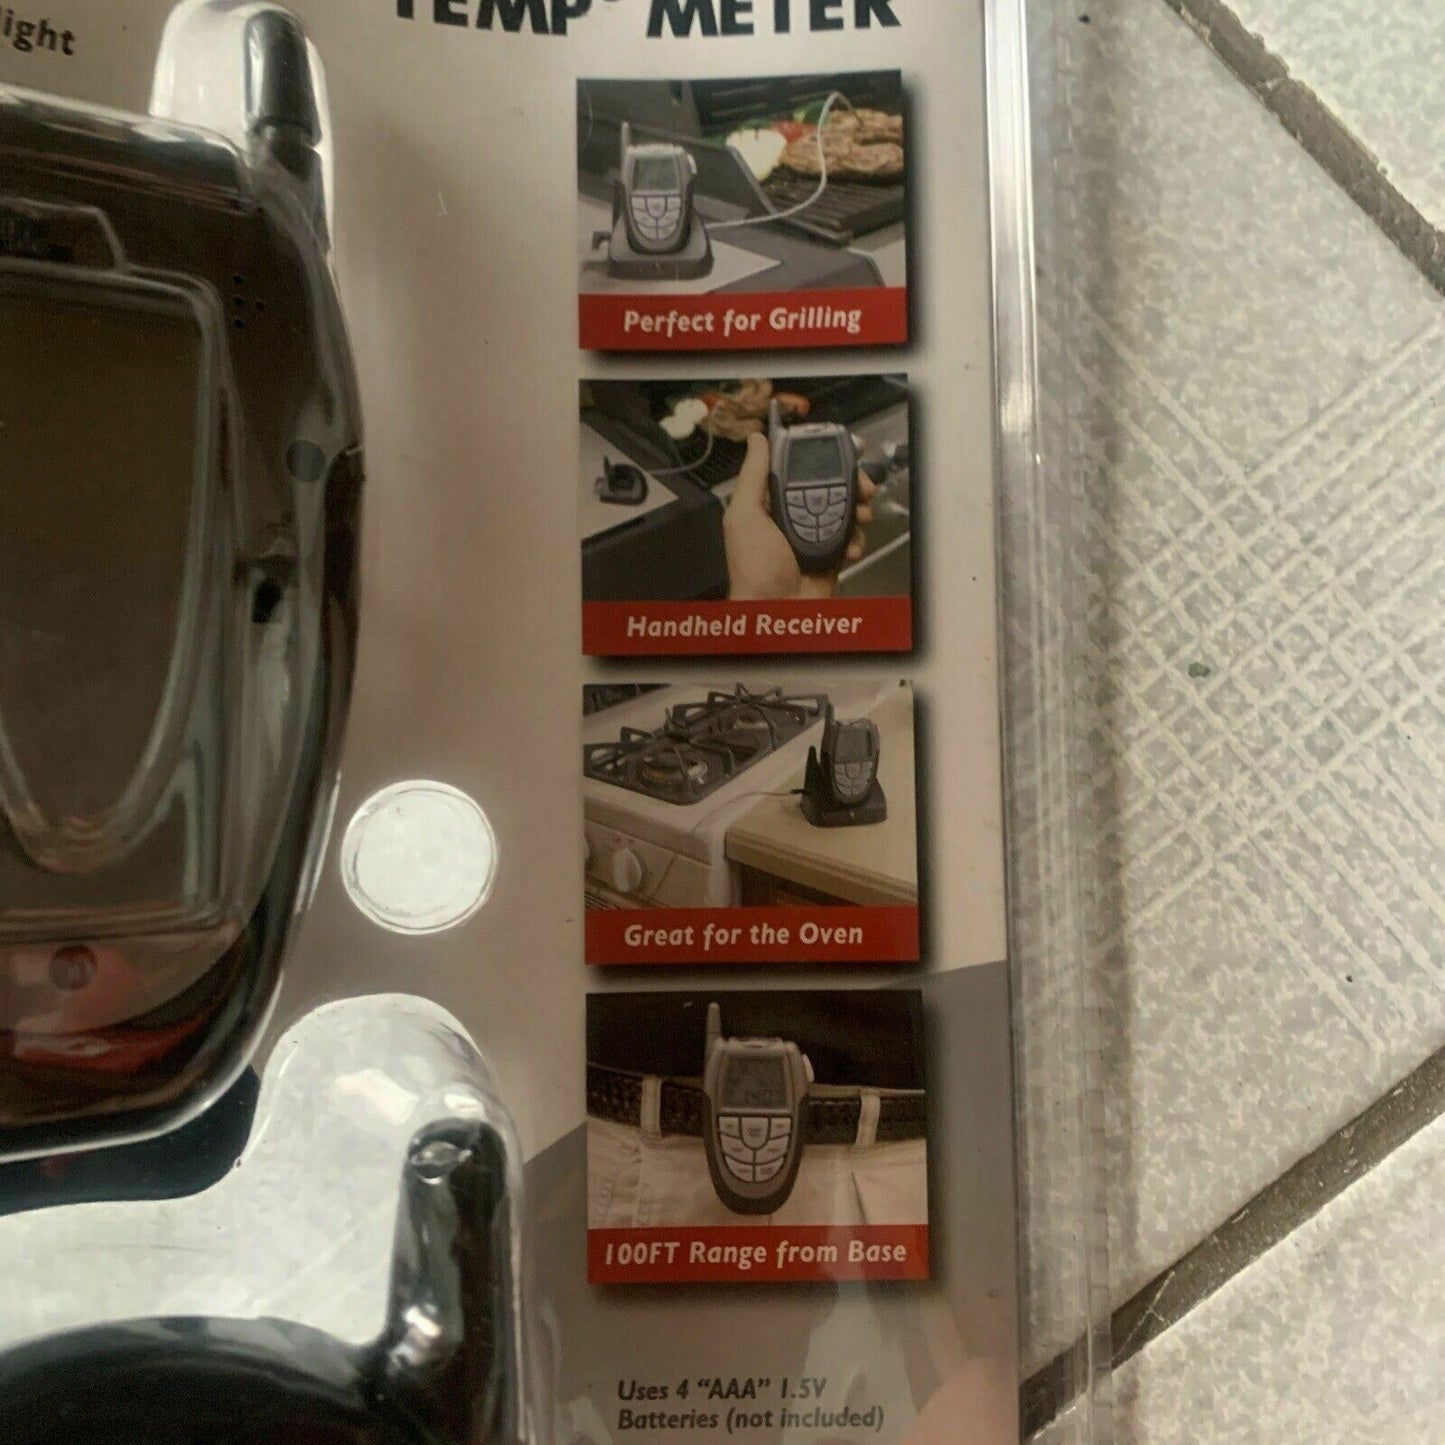 light
TEMP° METER
Perfect for Grilling
Handheld Receiver
Great for the Oven
100FT Range from Base
Uses 4 “AAA” 1.5V
Batteries (not included)